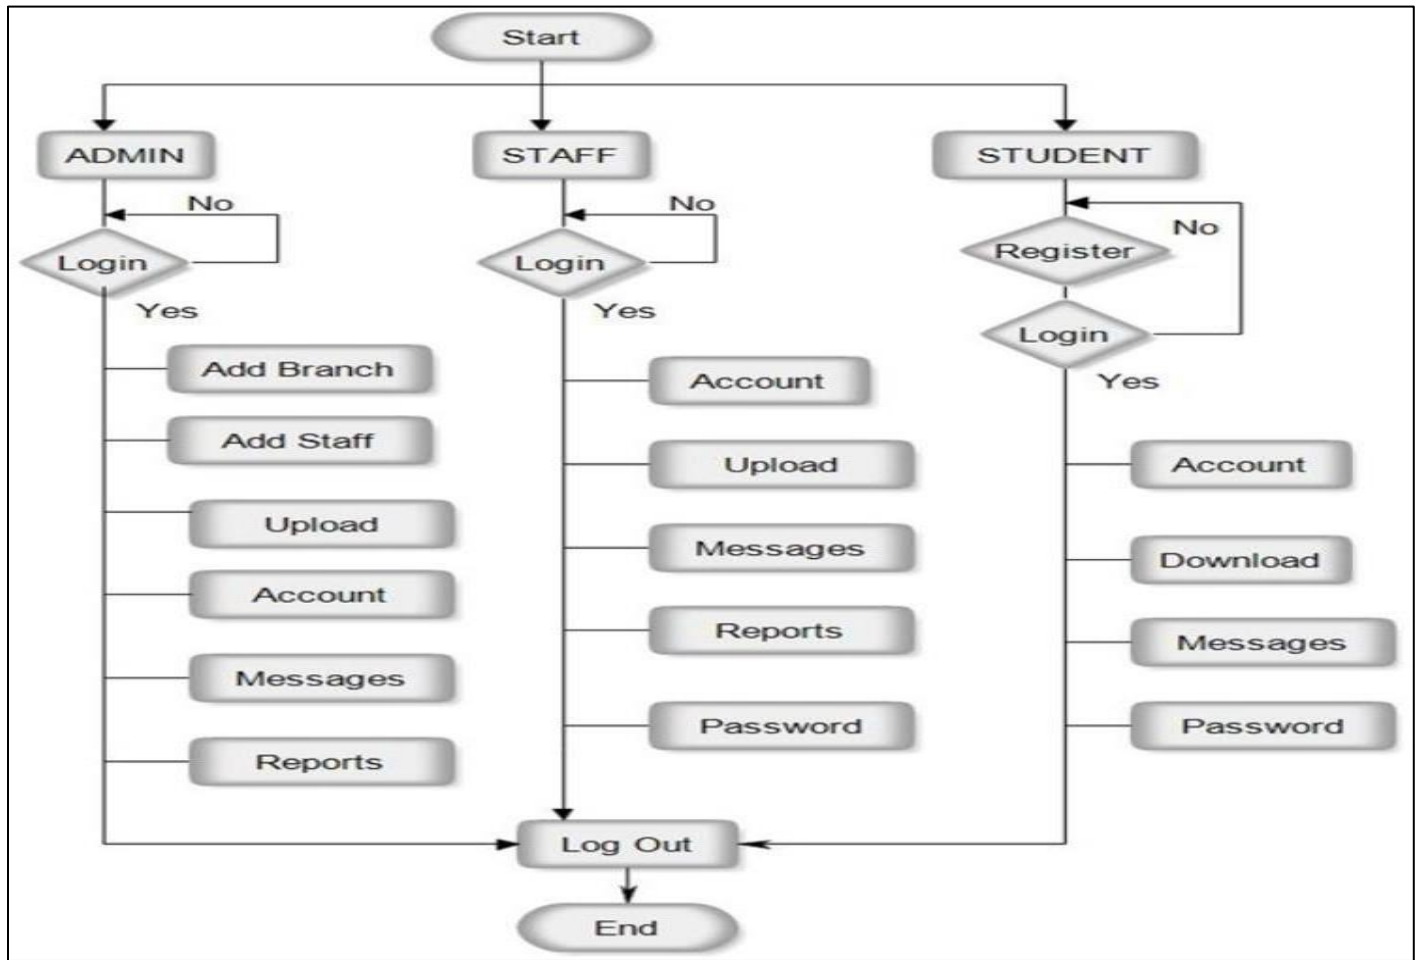 Start
ADMIN
STAFF
STUDENT
No
No
No
Login
Login
Register
Login
Yes
Yes
Yes
Add Branch
Add Staff
Upload
Account
Messages
Reports
Account
Upload
Messages
Reports
Password
Account
Download
Messages
Password
Log Out
End